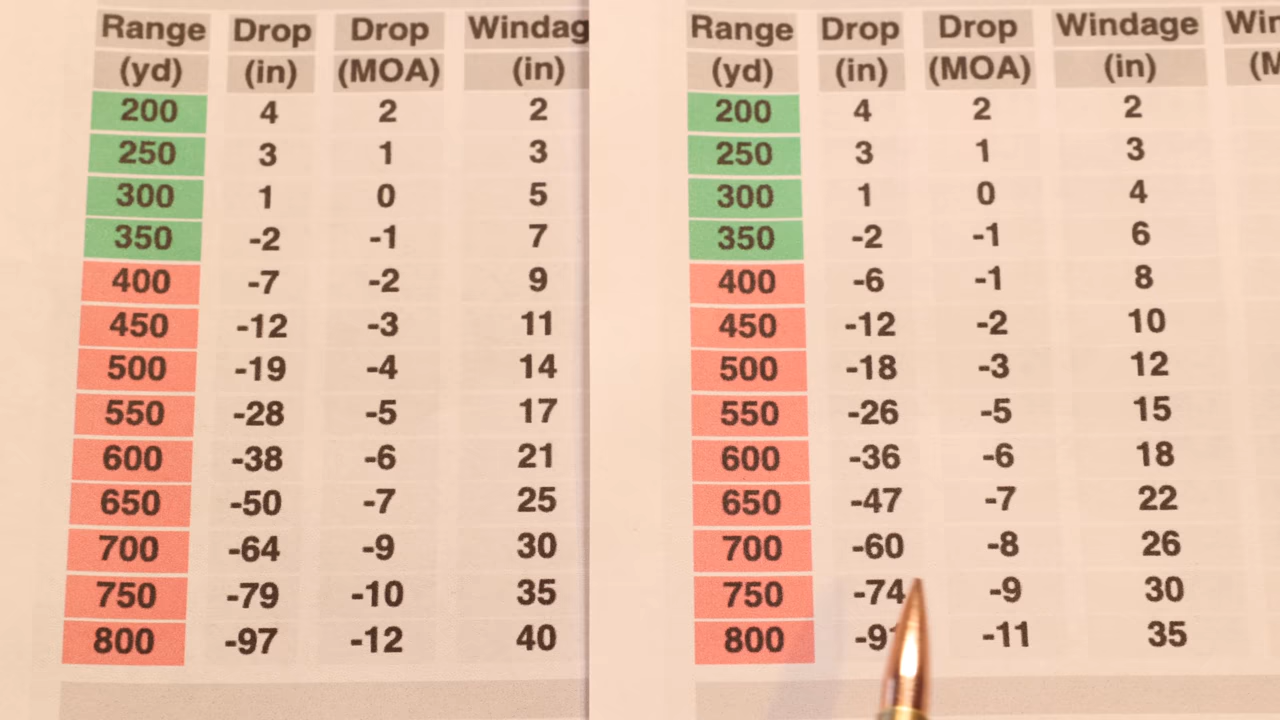 Range Drop Drop Windag
(yd) (in) (MOA) (in)
200 4 2 2
250 3 1 3
300 1 0 5
350 -2 -1 7
400 -7 -2 9
450 -12 -3 11
500 -19 -4 14
550 -28 -5 17
600 -38 -6 21
650 -50 -7 25
700 -64 -9 30
750 -79 -10 35
800 -97 -12 40
Range Drop Drop Windage Win
(yd) (in) (MOA) (in) (M
200 4 2 2
250 3 1 3
300 1 0 4
350 -2 -1 6
400 -6 -1 8
450 -12 -2 10
500 -18 -3 12
550 -26 -5 15
600 -36 -6 18
650 -47 -7 22
700 -60 -8 26
750 -74 -9 30
800 -11 35